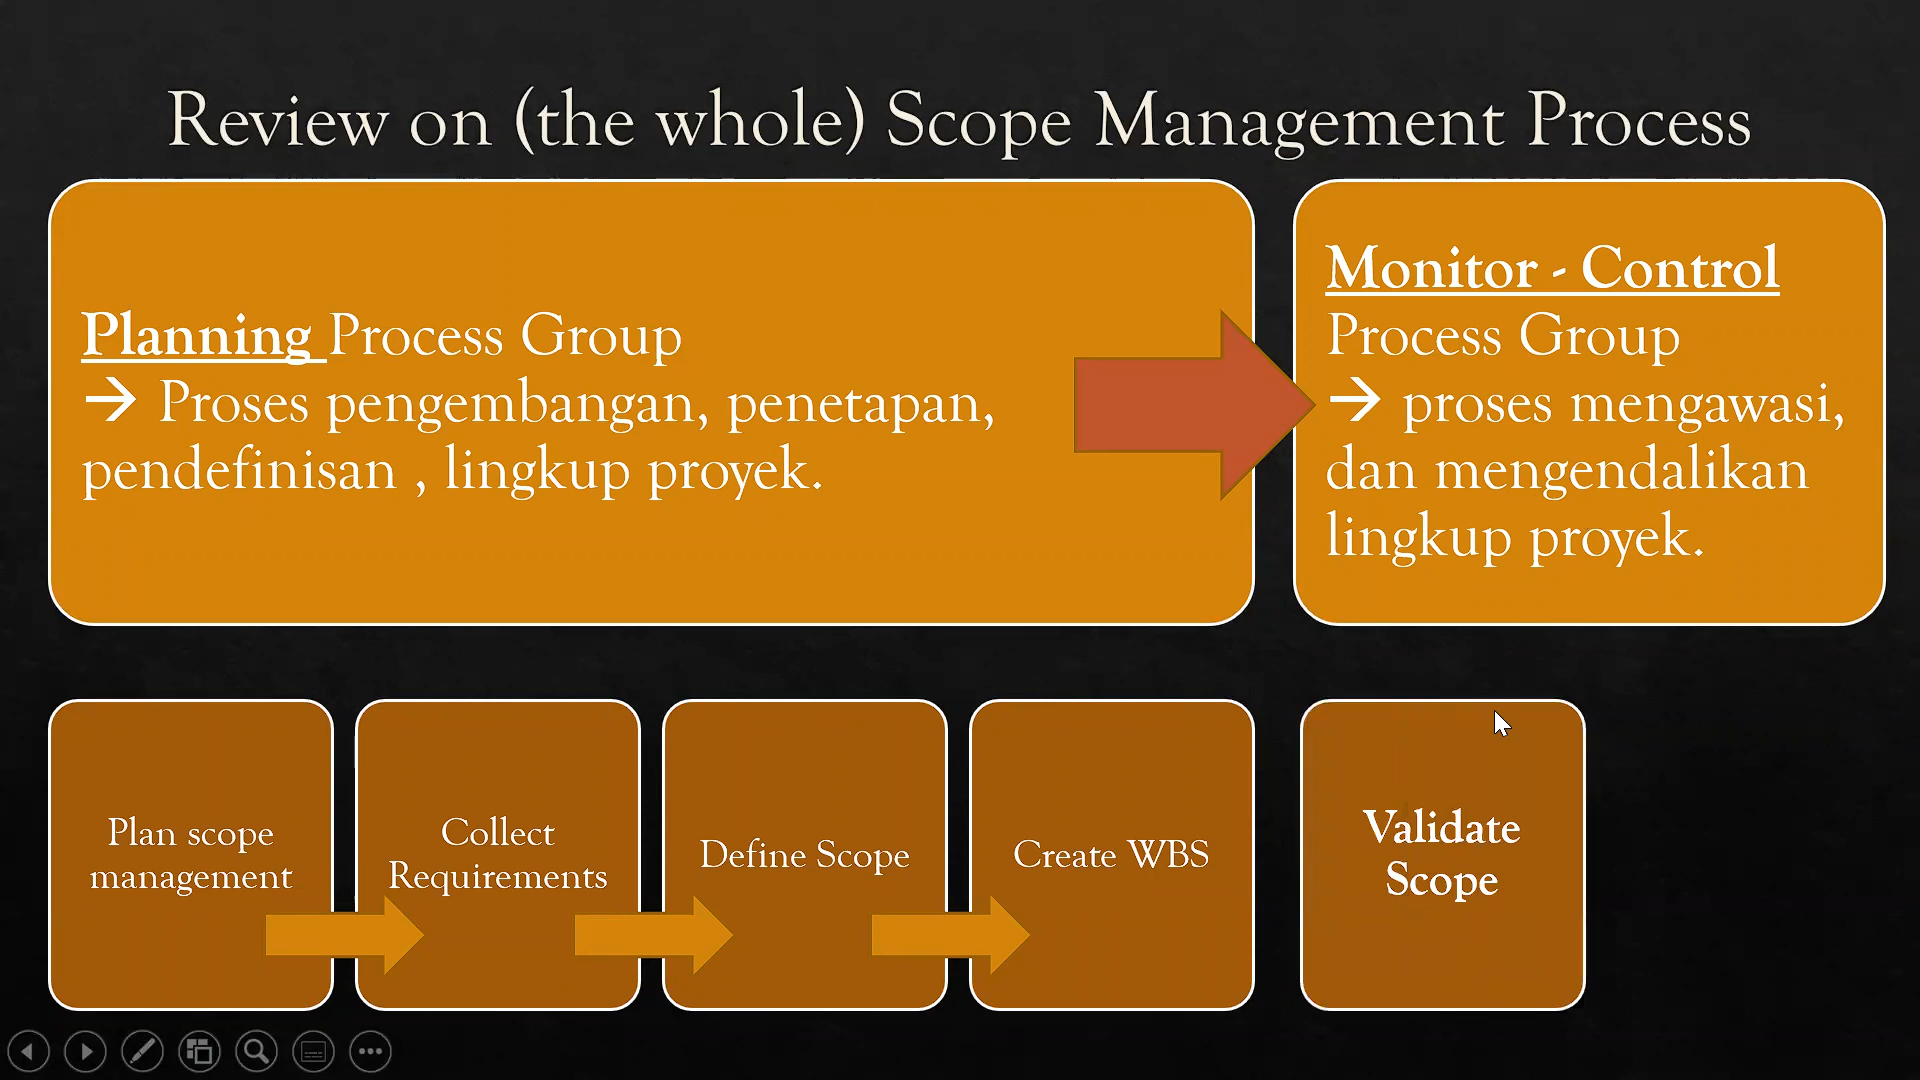 Review on (the whole) Scope Management Process
Planning Process Group
→ Proses pengembangan, penetapan,
pendefinisan , lingkup proyek.
Monitor - Control
Process Group
→ proses mengawasi,
dan mengendalikan
lingkup proyek.
Plan scope
management
Collect
Requirements
Define Scope
Create WBS
Validate
Scope